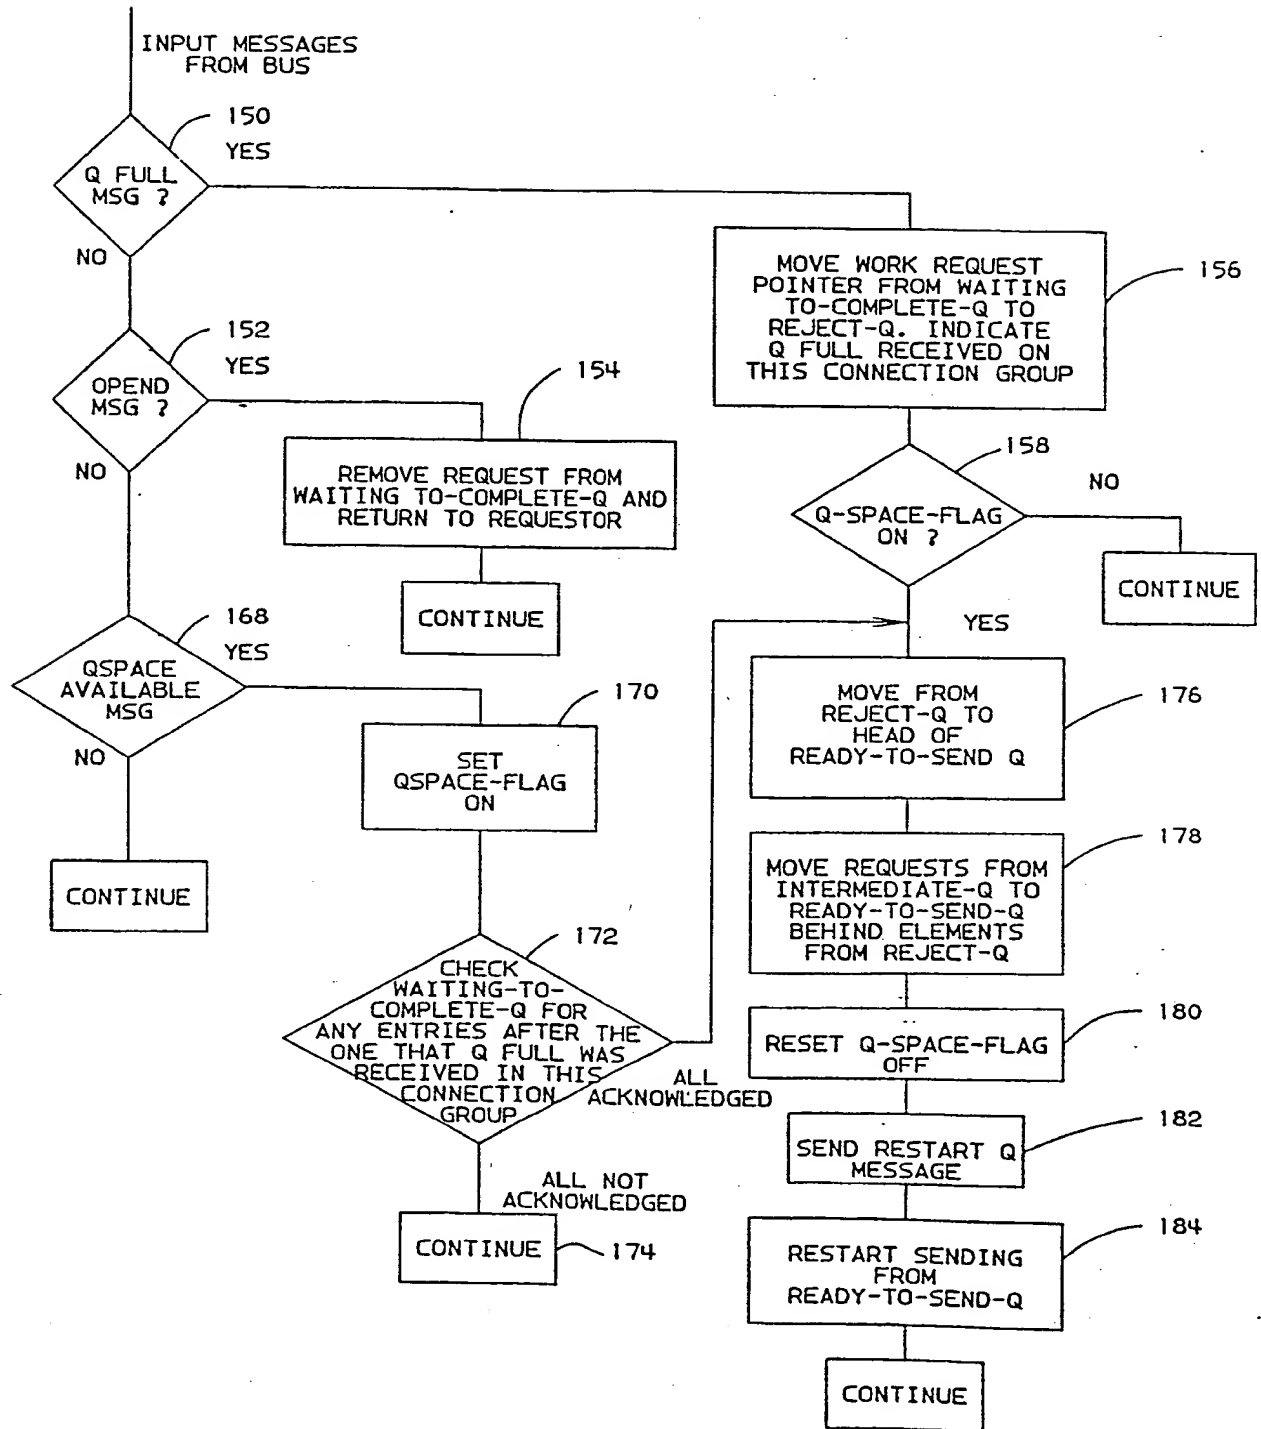 INPUT MESSAGES
FROM BUS
150
YES
Q FULL
MSG ?
NO
156
MOVE WORK REQUEST
POINTER FROM WAITING
TO-COMPLETE-Q TO
REJECT-Q. INDICATE
Q FULL RECEIVED ON
THIS CONNECTION GROUP
152
YES
OPEND
MSG ?
NO
154
REMOVE REQUEST FROM
WAITING TO-COMPLETE-Q AND
RETURN TO REQUESTOR
CONTINUE
158
NO
Q-SPACE-FLAG
ON ?
CONTINUE
YES
168
YES
QSPACE
AVAILABLE
MSG
NO
CONTINUE
170
SET
QSPACE-FLAG
ON
172
CHECK
WAITING-TO-
COMPLETE-Q FOR
ANY ENTRIES AFTER THE
ONE THAT Q FULL WAS
RECEIVED IN THIS
CONNECTION
GROUP
ALL
ACKNOWLEDGED
ALL NOT
ACKNOWLEDGED
CONTINUE
174
176
MOVE FROM
REJECT-Q TO
HEAD OF
READY-TO-SEND Q
178
MOVE REQUESTS FROM
INTERMEDIATE-Q TO
READY-TO-SEND-Q
BEHIND ELEMENTS
FROM REJECT-Q
180
RESET Q-SPACE-FLAG
OFF
182
SEND RESTART Q
MESSAGE
184
RESTART SENDING
FROM
READY-TO-SEND-Q
CONTINUE